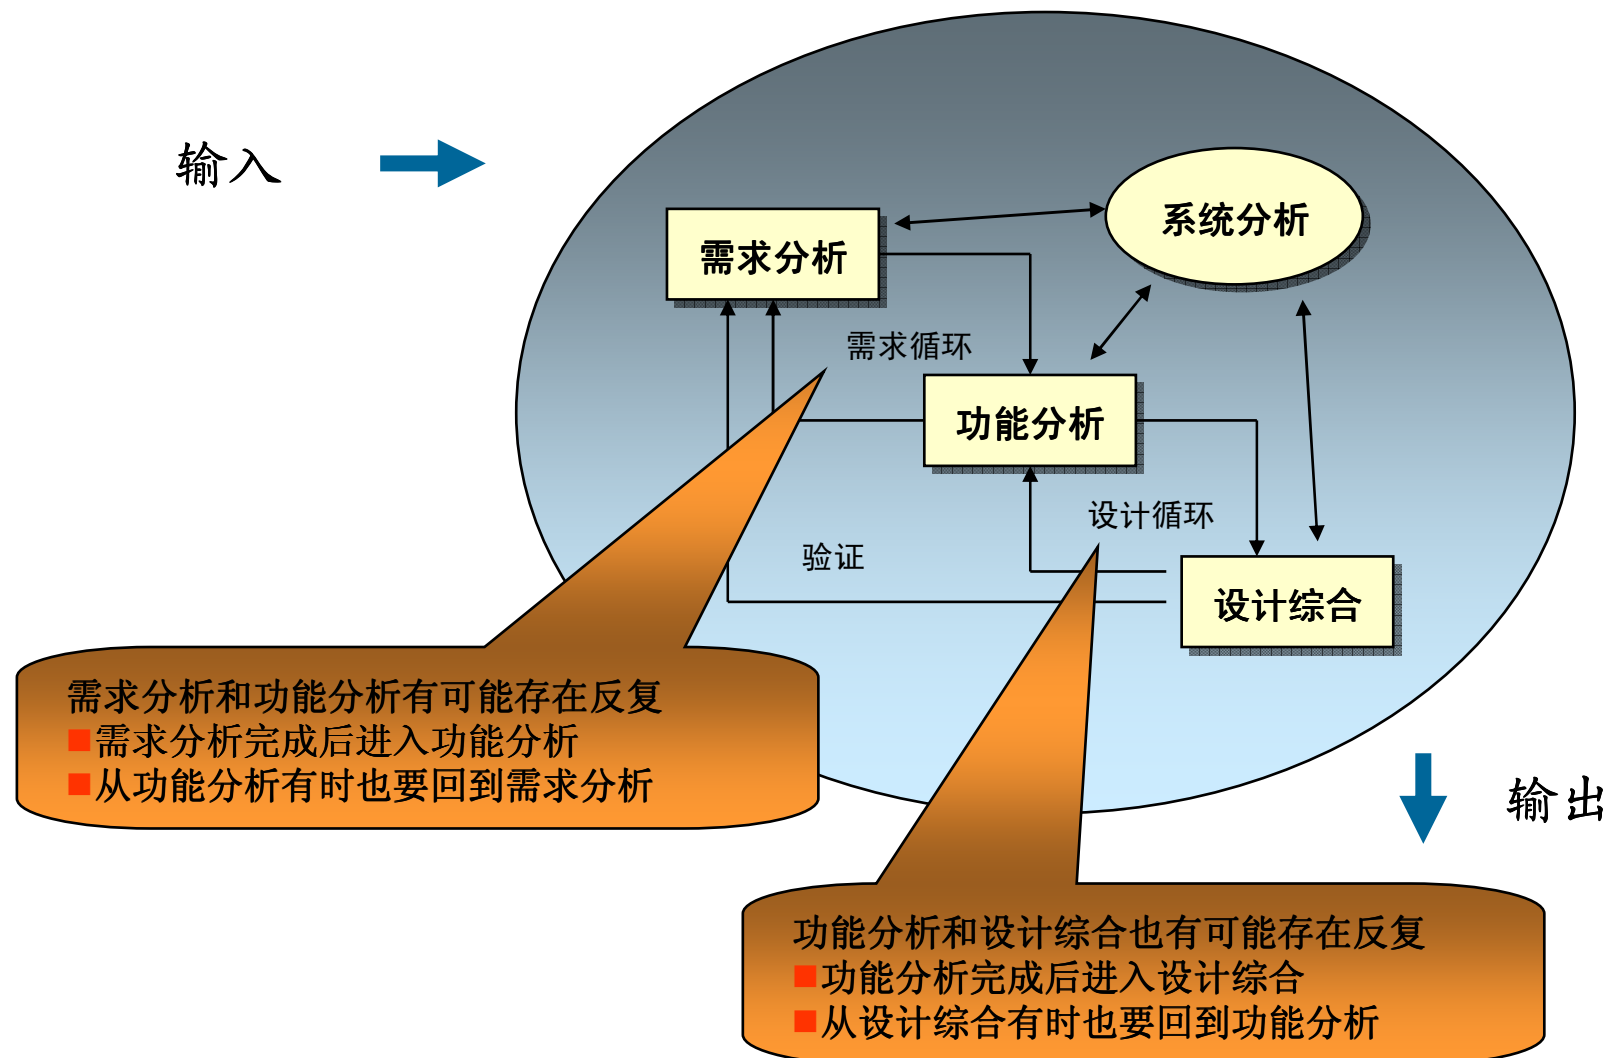 输入
系统分析
需求分析
需求循环
功能分析
设计循环
验证
设计综合
需求分析和功能分析有可能存在反复
需求分析完成后进入功能分析
从功能分析有时也要回到需求分析
输出
功能分析和设计综合也有可能存在反复
功能分析完成后进入设计综合
从设计综合有时也要回到功能分析